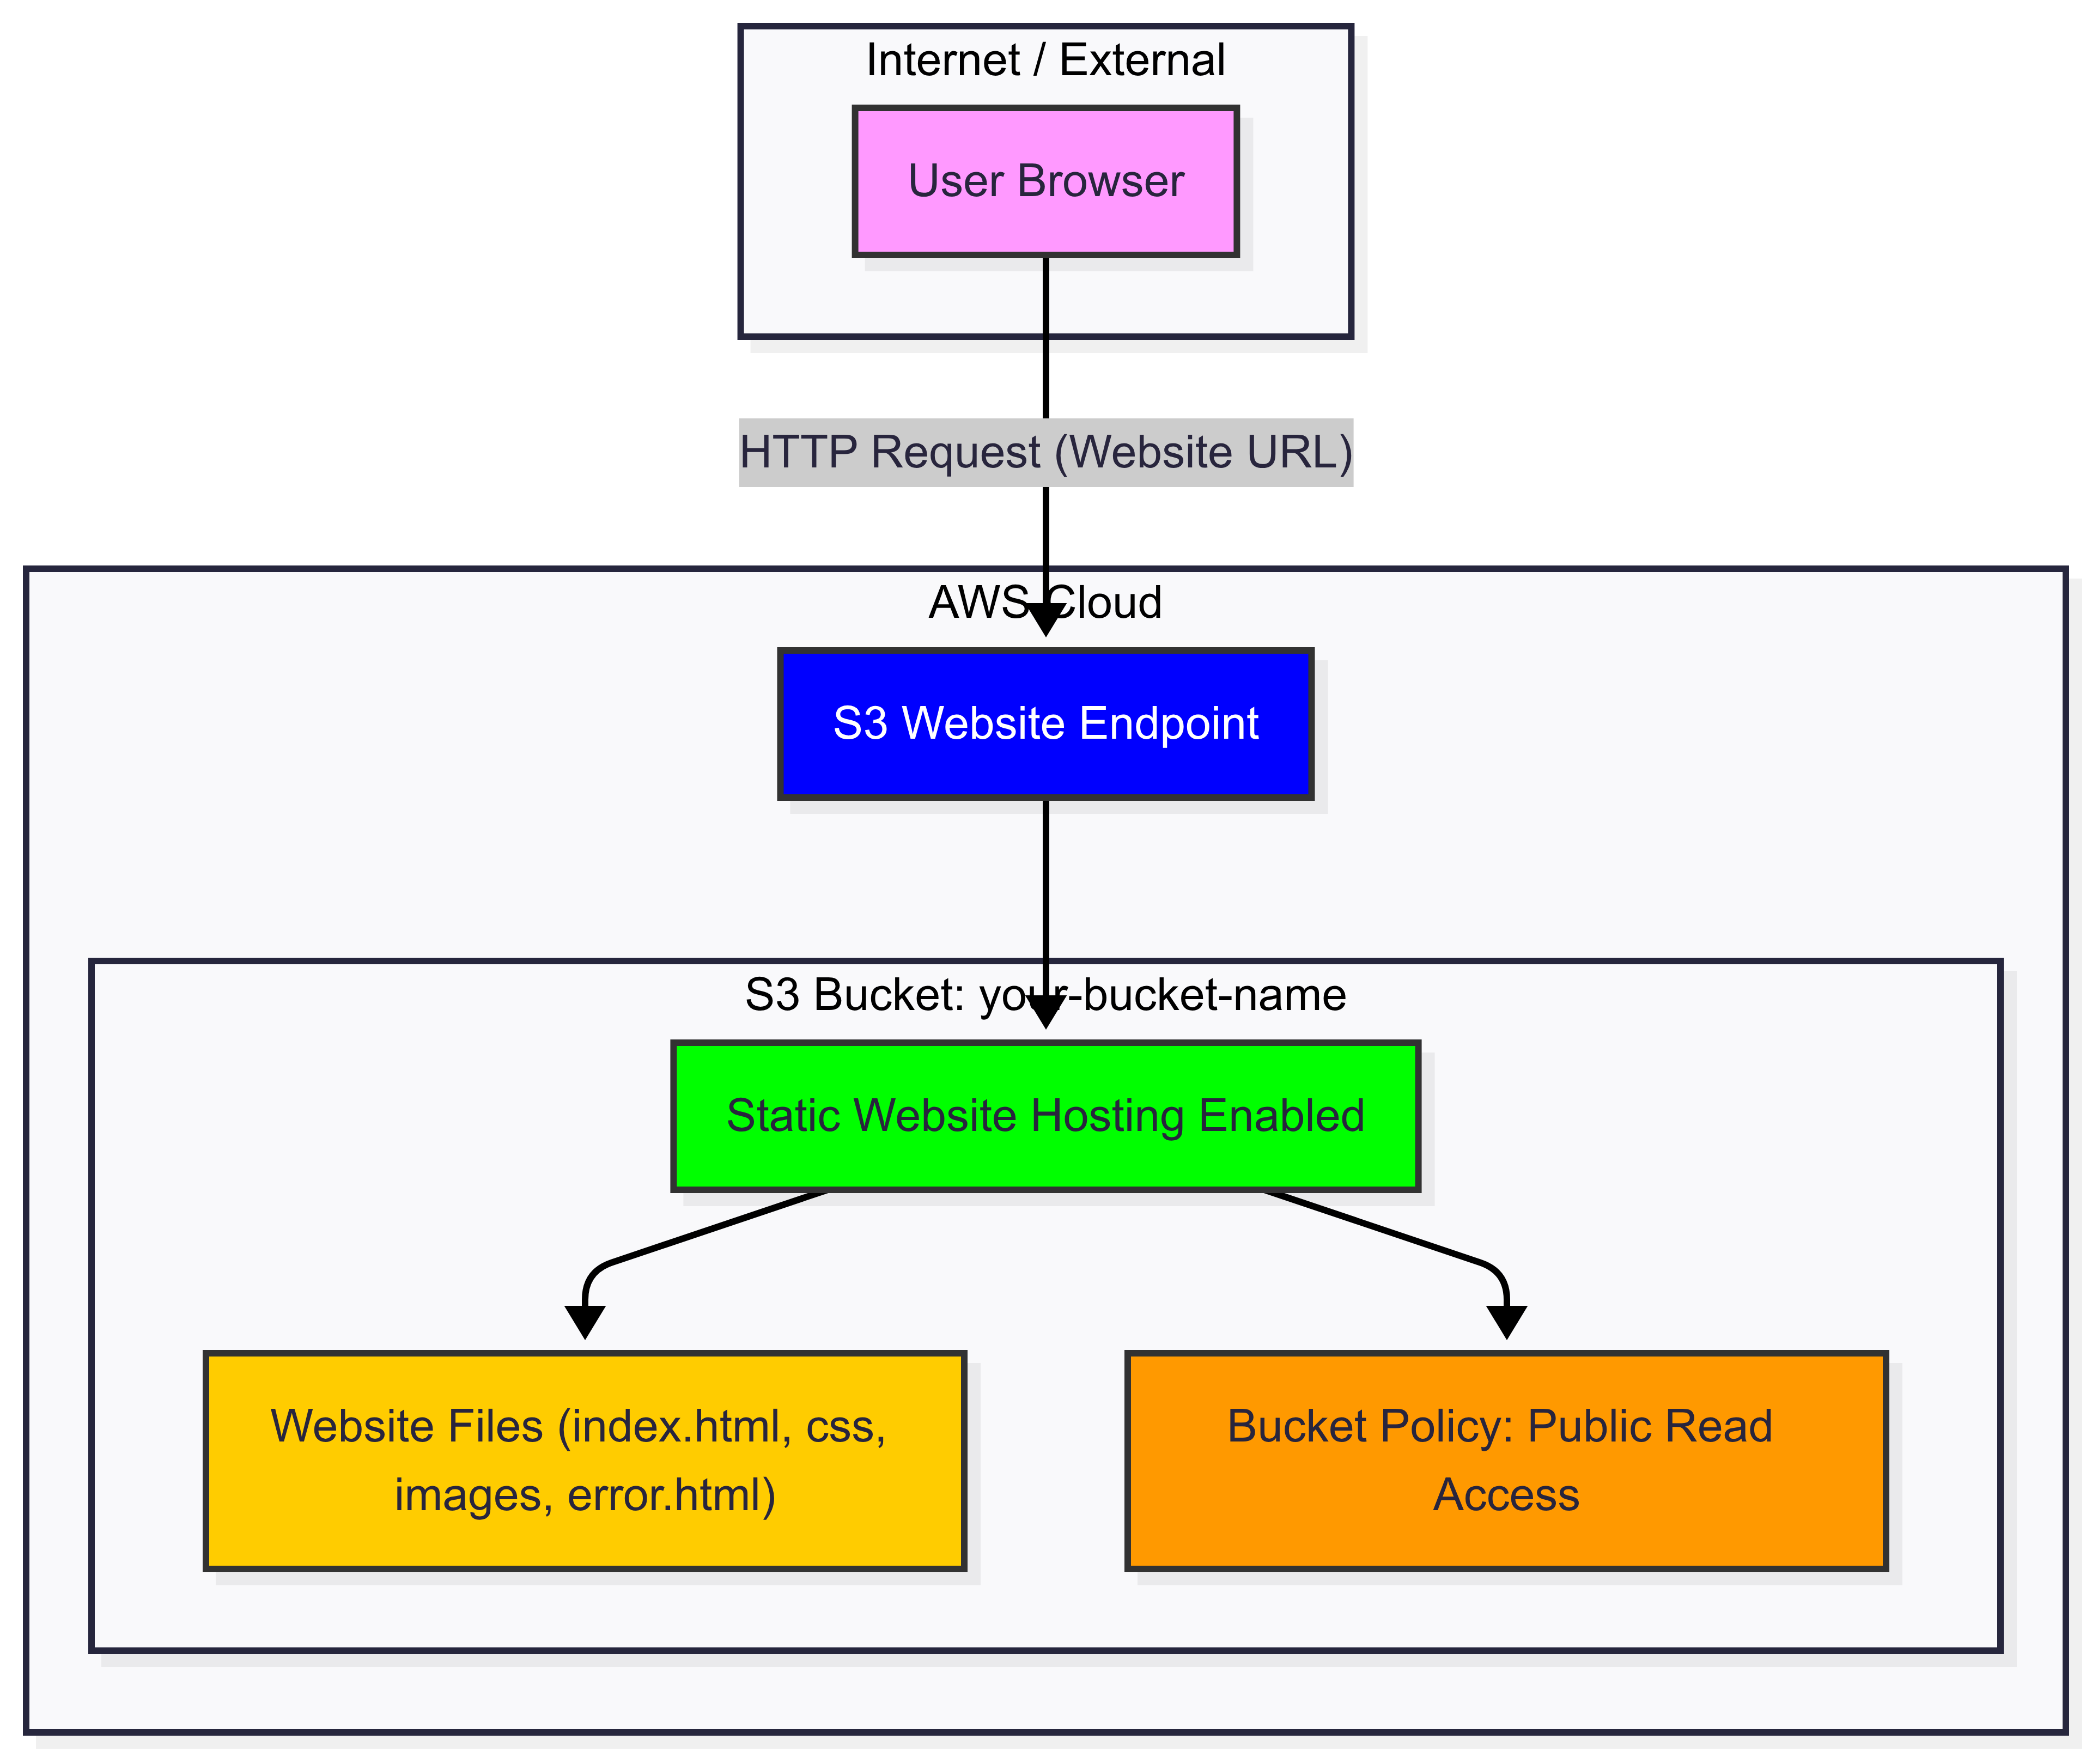 Internet / External
User Browser
HTTP Request (Website URL)
AWS Cloud
S3 Website Endpoint
S3 Bucket: your-bucket-name
Static Website Hosting Enabled
Website Files (index.html, css,
images, error.html)
Bucket Policy: Public Read
Access